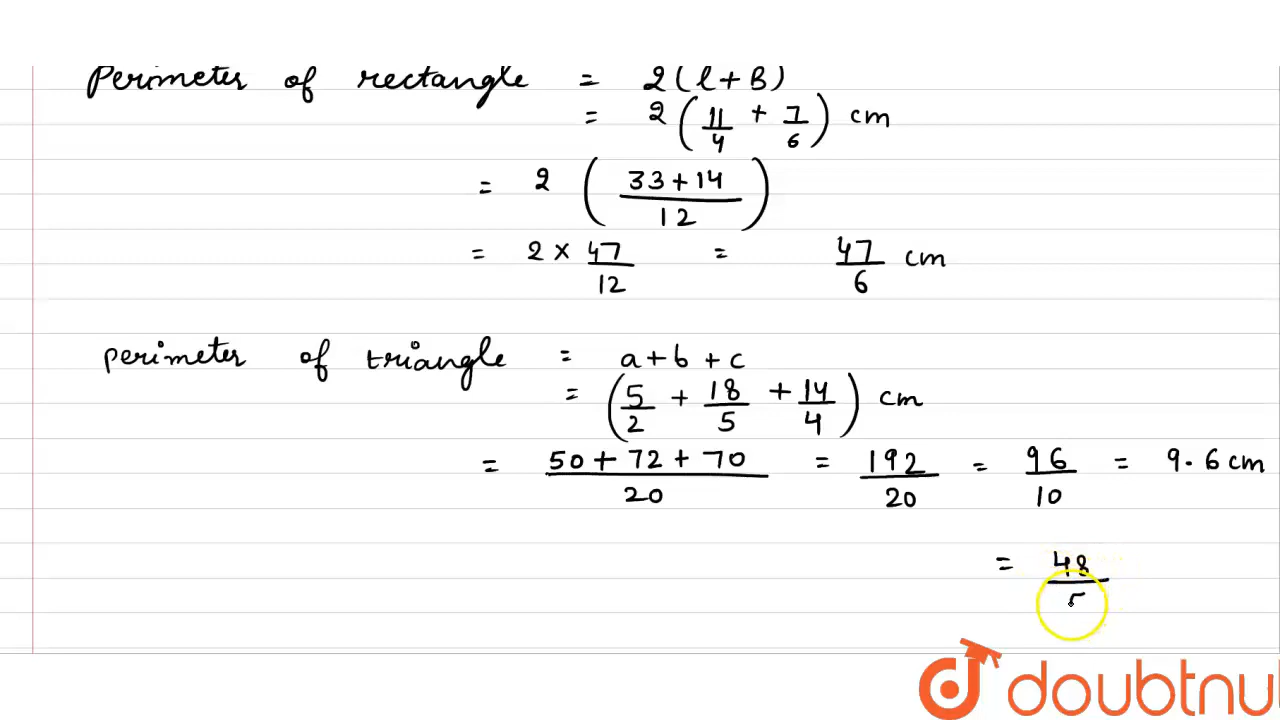 Perimeter of rectangle = 2(l+B)
= 2(11/4 + 7/6) cm
= 2 (33+14/12)
= 2 × 47/12 = 47/6 cm
perimeter of triangle = a+b+c
= (5/2 + 18/5 + 14/4) cm
= 50+72+70/20 = 192/20 = 96/10 = 9.6 cm
= 48/5
doubtnu